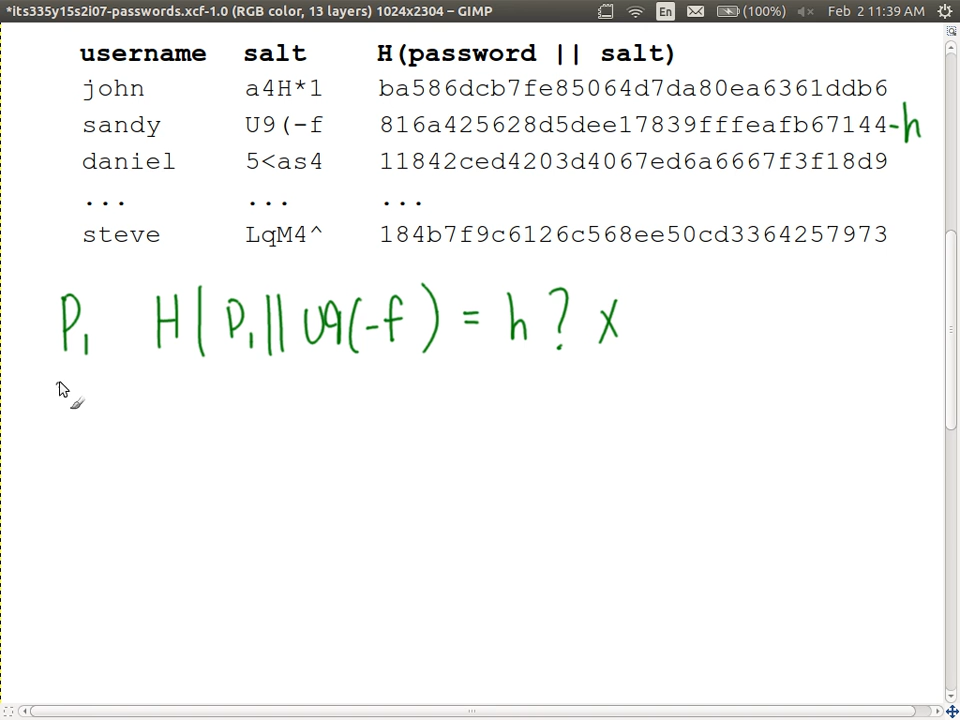 *its335y15s2i07-passwords.xcf-1.0 (RGB color, 13 layers) 1024x2304 – GIMP En (100%) Feb 2 11:39 AM
username salt H(password || salt)
john a4H*1 ba586dcb7fe85064d7da80ea6361ddb6
sandy U9(-f 816a425628d5dee17839fffeafb67144 -h
daniel 5<as4 11842ced4203d4067ed6a6667f3f18d9
... ... ...
steve LqM4^ 184b7f9c6126c568ee50cd3364257973
P1 H(P1||U9(-f) = h ? x